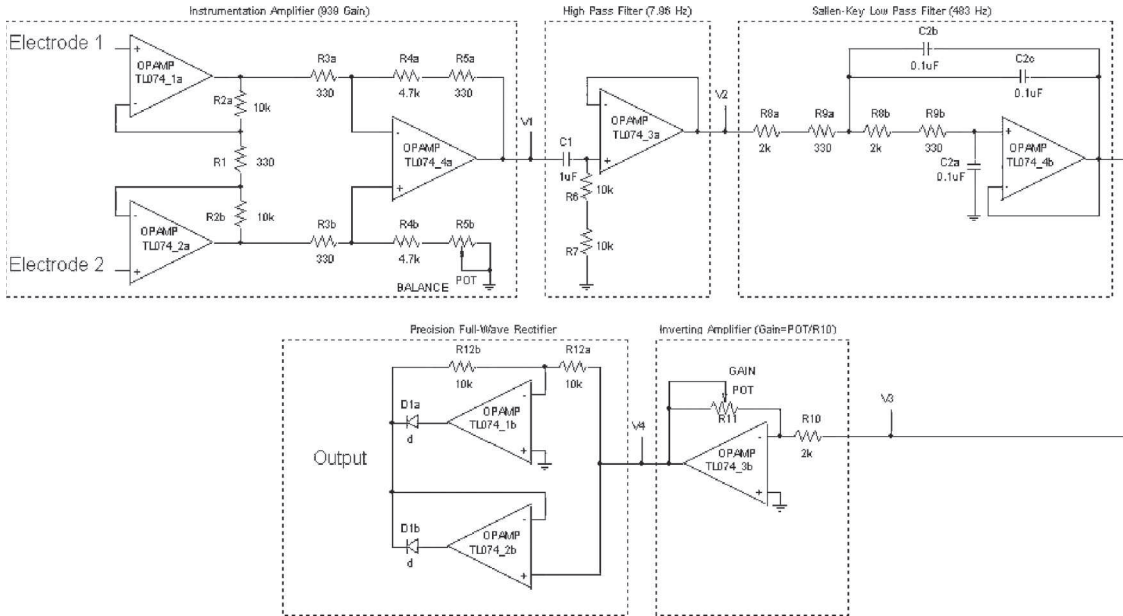 Instrumentation Amplifier (939 Gain)
High Pass Filter (7.96 Hz)
Sallen-Key Low Pass Filter (483 Hz)
Electrode 1
OPAMP
TL074_1a
R2a
10k
R1
330
R2b
10k
OPAMP
TL074_2a
Electrode 2
R3a
330
R4a
4.7k
R5a
330
OPAMP
TL074_4a
R3b
330
R4b
4.7k
R5b
POT
BALANCE
V1
C1
1uF
OPAMP
TL074_3a
R6
10k
R7
10k
V2
R8a
2k
R9a
330
R8b
2k
R9b
330
C2b
0.1uF
C2c
0.1uF
C2a
0.1uF
OPAMP
TL074_4b
Precision Full-Wave Rectifier
Inverting Amplifier (Gain=POT/R10)
R12b
10k
R12a
10k
D1a
d
OPAMP
TL074_1b
Output
D1b
d
OPAMP
TL074_2b
V4
GAIN
POT
R11
OPAMP
TL074_3b
R10
2k
V3